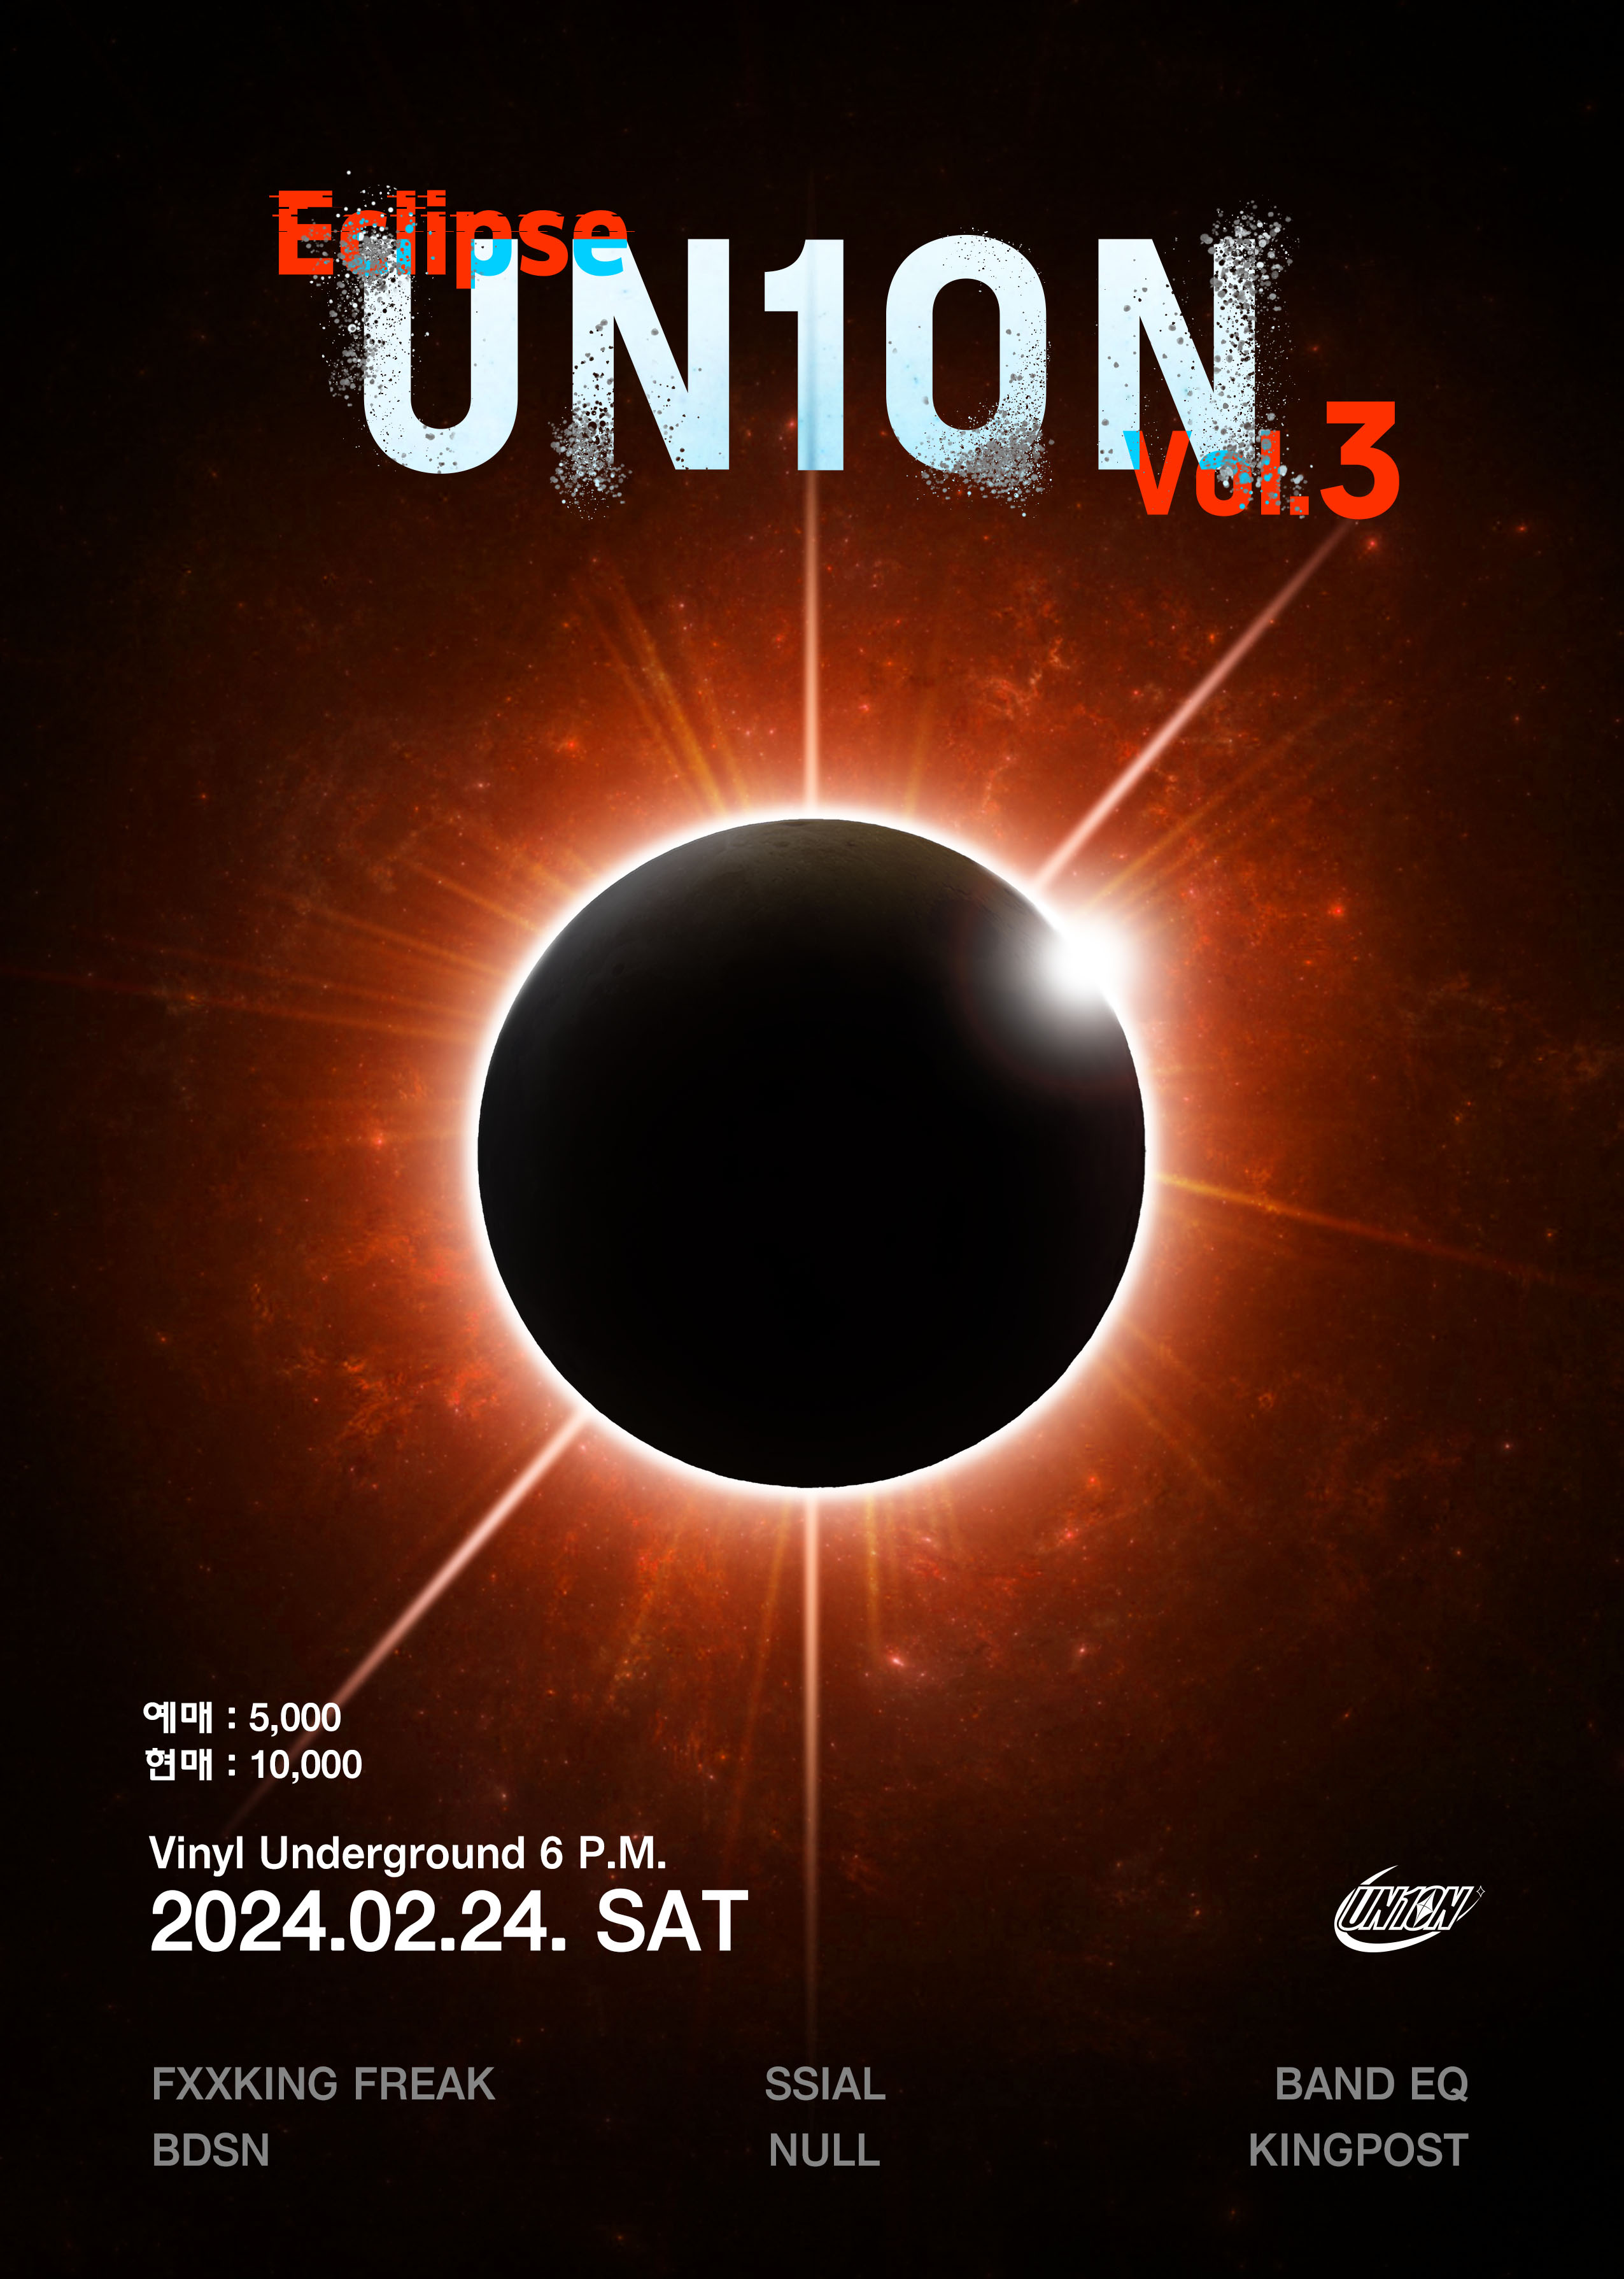 Eclipse
UN1ON
Vol.3
예매 : 5,000
현매 : 10,000
Vinyl Underground 6 P.M.
2024.02.24. SAT
UN1ON
FXXKING FREAK
SSIAL
BAND EQ
BDSN
NULL
KINGPOST